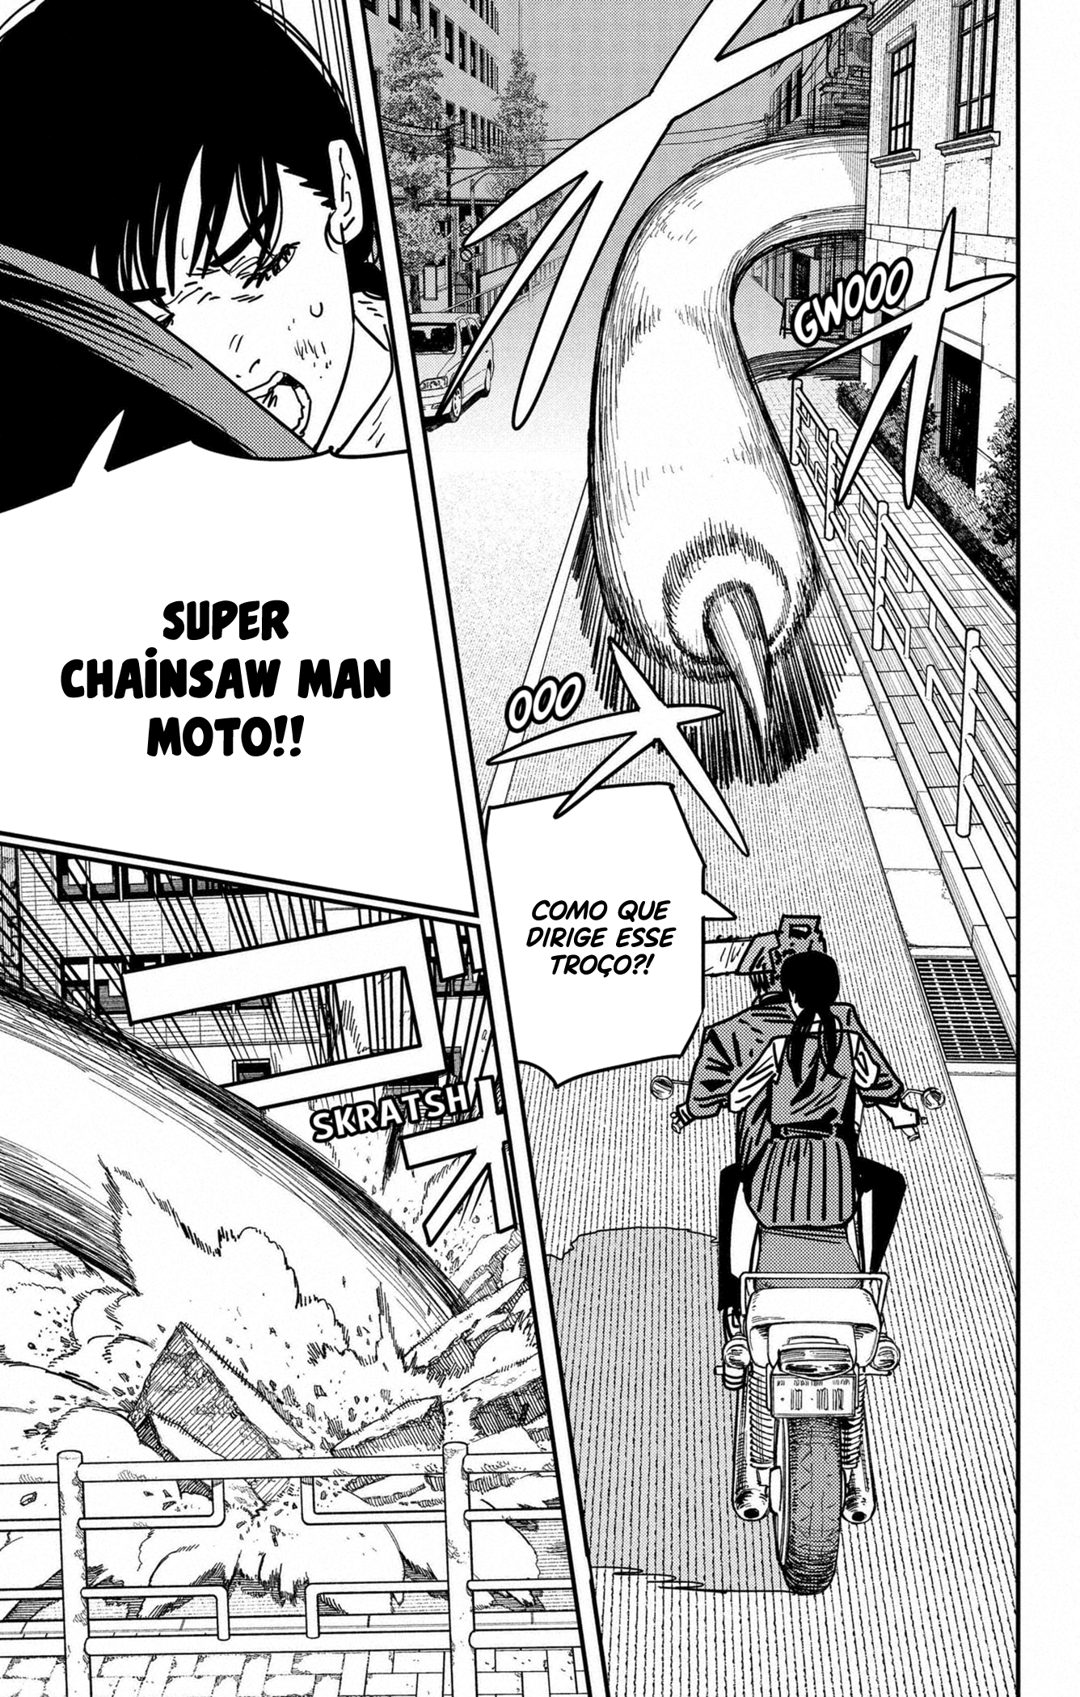 GWOOO
OOO
COMO QUE
DIRIGE ESSE
TROÇO?!
SUPER
CHAINSAW MAN
MOTO!!
SKRATSH